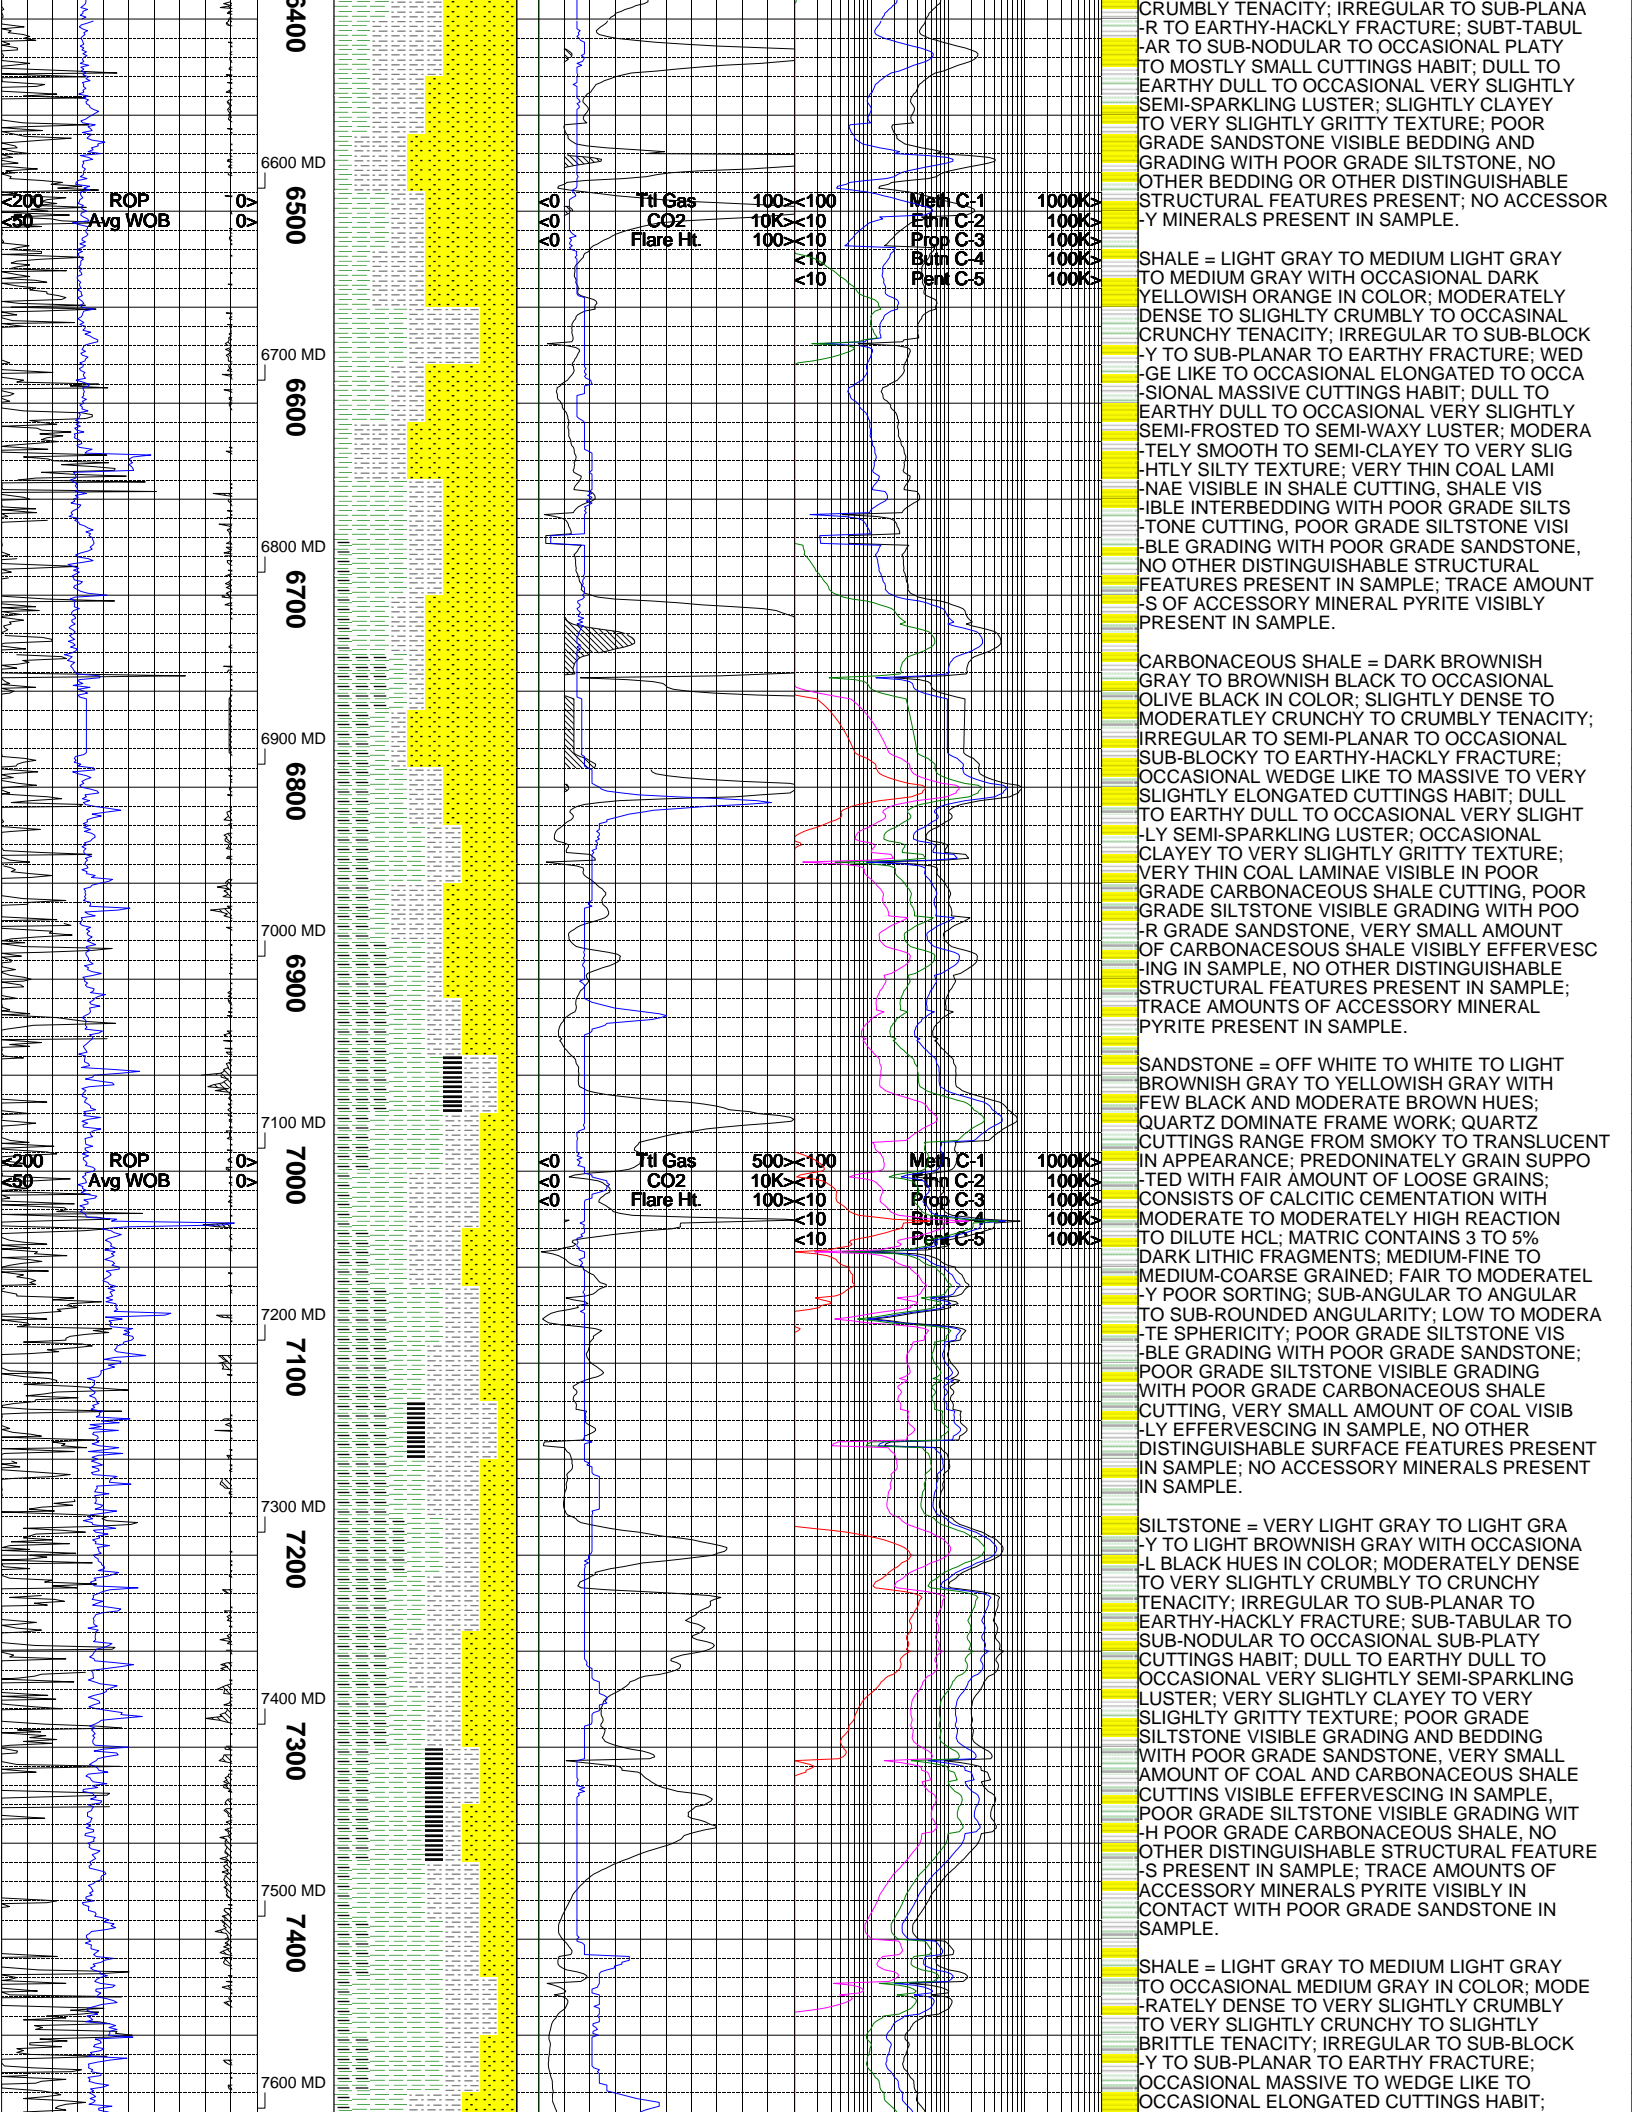 6400
6600 MD
<200 ROP 0>
<50 Avg WOB 0>
6500
<0 Ttl Gas 100>
<0 CO2 10K>
<0 Flare Ht. 100>
<100 Meth C-1 1000K>
<10 Ethn C-2 100K>
<10 Prop C-3 100K>
<10 Butn C-4 100K>
<10 Pent C-5 100K>
6700 MD
6600
6800 MD
6700
6900 MD
6800
7000 MD
6900
7100 MD
<200 ROP 0>
<50 Avg WOB 0>
7000
<0 Ttl Gas 500>
<0 CO2 10K>
<0 Flare Ht. 100>
<100 Meth C-1 1000K>
<10 Ethn C-2 100K>
<10 Prop C-3 100K>
<10 Butn C-4 100K>
<10 Pent C-5 100K>
7200 MD
7100
7300 MD
7200
7400 MD
7300
7500 MD
7400
7600 MD
CRUMBLY TENACITY; IRREGULAR TO SUB-PLANA
-R TO EARTHY-HACKLY FRACTURE; SUBT-TABUL
-AR TO SUB-NODULAR TO OCCASIONAL PLATY
TO MOSTLY SMALL CUTTINGS HABIT; DULL TO
EARTHY DULL TO OCCASIONAL VERY SLIGHTLY
SEMI-SPARKLING LUSTER; SLIGHTLY CLAYEY
TO VERY SLIGHTLY GRITTY TEXTURE; POOR
GRADE SANDSTONE VISIBLE BEDDING AND
GRADING WITH POOR GRADE SILTSTONE, NO
OTHER BEDDING OR OTHER DISTINGUISHABLE
STRUCTURAL FEATURES PRESENT; NO ACCESSOR
-Y MINERALS PRESENT IN SAMPLE.
SHALE = LIGHT GRAY TO MEDIUM LIGHT GRAY
TO MEDIUM GRAY WITH OCCASIONAL DARK
YELLOWISH ORANGE IN COLOR; MODERATELY
DENSE TO SLIGHLTY CRUMBLY TO OCCASINAL
CRUNCHY TENACITY; IRREGULAR TO SUB-BLOCK
-Y TO SUB-PLANAR TO EARTHY FRACTURE; WED
-GE LIKE TO OCCASIONAL ELONGATED TO OCCA
-SIONAL MASSIVE CUTTINGS HABIT; DULL TO
EARTHY DULL TO OCCASIONAL VERY SLIGHTLY
SEMI-FROSTED TO SEMI-WAXY LUSTER; MODERA
-TELY SMOOTH TO SEMI-CLAYEY TO VERY SLIG
-HTLY SILTY TEXTURE; VERY THIN COAL LAMI
-NAE VISIBLE IN SHALE CUTTING, SHALE VIS
-IBLE INTERBEDDING WITH POOR GRADE SILTS
-TONE CUTTING, POOR GRADE SILTSTONE VISI
-BLE GRADING WITH POOR GRADE SANDSTONE,
NO OTHER DISTINGUISHABLE STRUCTURAL
FEATURES PRESENT IN SAMPLE; TRACE AMOUNT
-S OF ACCESSORY MINERAL PYRITE VISIBLY
PRESENT IN SAMPLE.
CARBONACEOUS SHALE = DARK BROWNISH
GRAY TO BROWNISH BLACK TO OCCASIONAL
OLIVE BLACK IN COLOR; SLIGHTLY DENSE TO
MODERATLEY CRUNCHY TO CRUMBLY TENACITY;
IRREGULAR TO SEMI-PLANAR TO OCCASIONAL
SUB-BLOCKY TO EARTHY-HACKLY FRACTURE;
OCCASIONAL WEDGE LIKE TO MASSIVE TO VERY
SLIGHTLY ELONGATED CUTTINGS HABIT; DULL
TO EARTHY DULL TO OCCASIONAL VERY SLIGHT
-LY SEMI-SPARKLING LUSTER; OCCASIONAL
CLAYEY TO VERY SLIGHTLY GRITTY TEXTURE;
VERY THIN COAL LAMINAE VISIBLE IN POOR
GRADE CARBONACEOUS SHALE CUTTING, POOR
GRADE SILTSTONE VISIBLE GRADING WITH POO
-R GRADE SANDSTONE, VERY SMALL AMOUNT
OF CARBONACESOUS SHALE VISIBLY EFFERVESC
-ING IN SAMPLE, NO OTHER DISTINGUISHABLE
STRUCTURAL FEATURES PRESENT IN SAMPLE;
TRACE AMOUNTS OF ACCESSORY MINERAL
PYRITE PRESENT IN SAMPLE.
SANDSTONE = OFF WHITE TO WHITE TO LIGHT
BROWNISH GRAY TO YELLOWISH GRAY WITH
FEW BLACK AND MODERATE BROWN HUES;
QUARTZ DOMINATE FRAME WORK; QUARTZ
CUTTINGS RANGE FROM SMOKY TO TRANSLUCENT
IN APPEARANCE; PREDOMINATELY GRAIN SUPPO
-TED WITH FAIR AMOUNT OF LOOSE GRAINS;
CONSISTS OF CALCITIC CEMENTATION WITH
MODERATE TO MODERATELY HIGH REACTION
TO DILUTE HCL; MATRIC CONTAINS 3 TO 5%
DARK LITHIC FRAGMENTS; MEDIUM-FINE TO
MEDIUM-COARSE GRAINED; FAIR TO MODERATEL
-Y POOR SORTING; SUB-ANGULAR TO ANGULAR
TO SUB-ROUNDED ANGULARITY; LOW TO MODERA
-TE SPHERICITY; POOR GRADE SILTSTONE VIS
-BLE GRADING WITH POOR GRADE SANDSTONE;
POOR GRADE SILTSTONE VISIBLE GRADING
WITH POOR GRADE CARBONACEOUS SHALE
CUTTING, VERY SMALL AMOUNT OF COAL VISIB
-LY EFFERVESCING IN SAMPLE, NO OTHER
DISTINGUISHABLE SURFACE FEATURES PRESENT
IN SAMPLE; NO ACCESSORY MINERALS PRESENT
IN SAMPLE.
SILTSTONE = VERY LIGHT GRAY TO LIGHT GRA
-Y TO LIGHT BROWNISH GRAY WITH OCCASIONA
-L BLACK HUES IN COLOR; MODERATELY DENSE
TO VERY SLIGHTLY CRUMBLY TO CRUNCHY
TENACITY; IRREGULAR TO SUB-PLANAR TO
EARTHY-HACKLY FRACTURE; SUB-TABULAR TO
SUB-NODULAR TO OCCASIONAL SUB-PLATY
CUTTINGS HABIT; DULL TO EARTHY DULL TO
OCCASIONAL VERY SLIGHTLY SEMI-SPARKLING
LUSTER; VERY SLIGHTLY CLAYEY TO VERY
SLIGHLTY GRITTY TEXTURE; POOR GRADE
SILTSTONE VISIBLE GRADING AND BEDDING
WITH POOR GRADE SANDSTONE, VERY SMALL
AMOUNT OF COAL AND CARBONACEOUS SHALE
CUTTINS VISIBLE EFFERVESCING IN SAMPLE,
POOR GRADE SILTSTONE VISIBLE GRADING WIT
-H POOR GRADE CARBONACEOUS SHALE, NO
OTHER DISTINGUISHABLE STRUCTURAL FEATURE
-S PRESENT IN SAMPLE; TRACE AMOUNTS OF
ACCESSORY MINERALS PYRITE VISIBLY IN
CONTACT WITH POOR GRADE SANDSTONE IN
SAMPLE.
SHALE = LIGHT GRAY TO MEDIUM LIGHT GRAY
TO OCCASIONAL MEDIUM GRAY IN COLOR; MODE
-RATELY DENSE TO VERY SLIGHTLY CRUMBLY
TO VERY SLIGHTLY CRUNCHY TO SLIGHTLY
BRITTLE TENACITY; IRREGULAR TO SUB-BLOCK
-Y TO SUB-PLANAR TO EARTHY FRACTURE;
OCCASIONAL MASSIVE TO WEDGE LIKE TO
OCCASIONAL ELONGATED CUTTINGS HABIT;